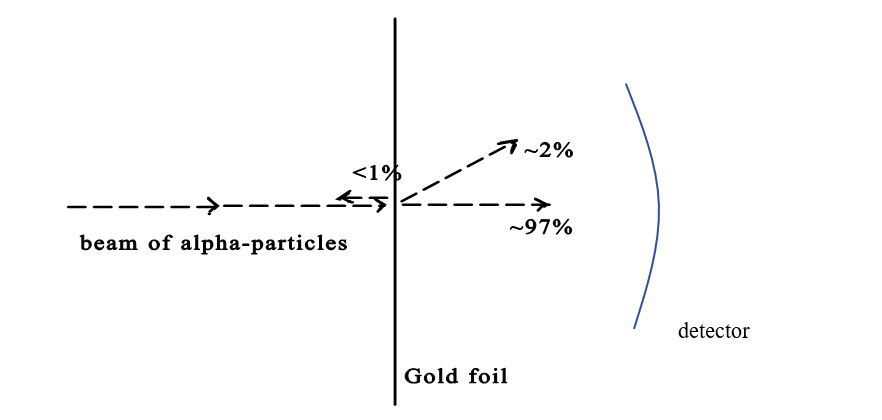 ~2%
<1%
~97%
beam of alpha-particles
detector
Gold foil